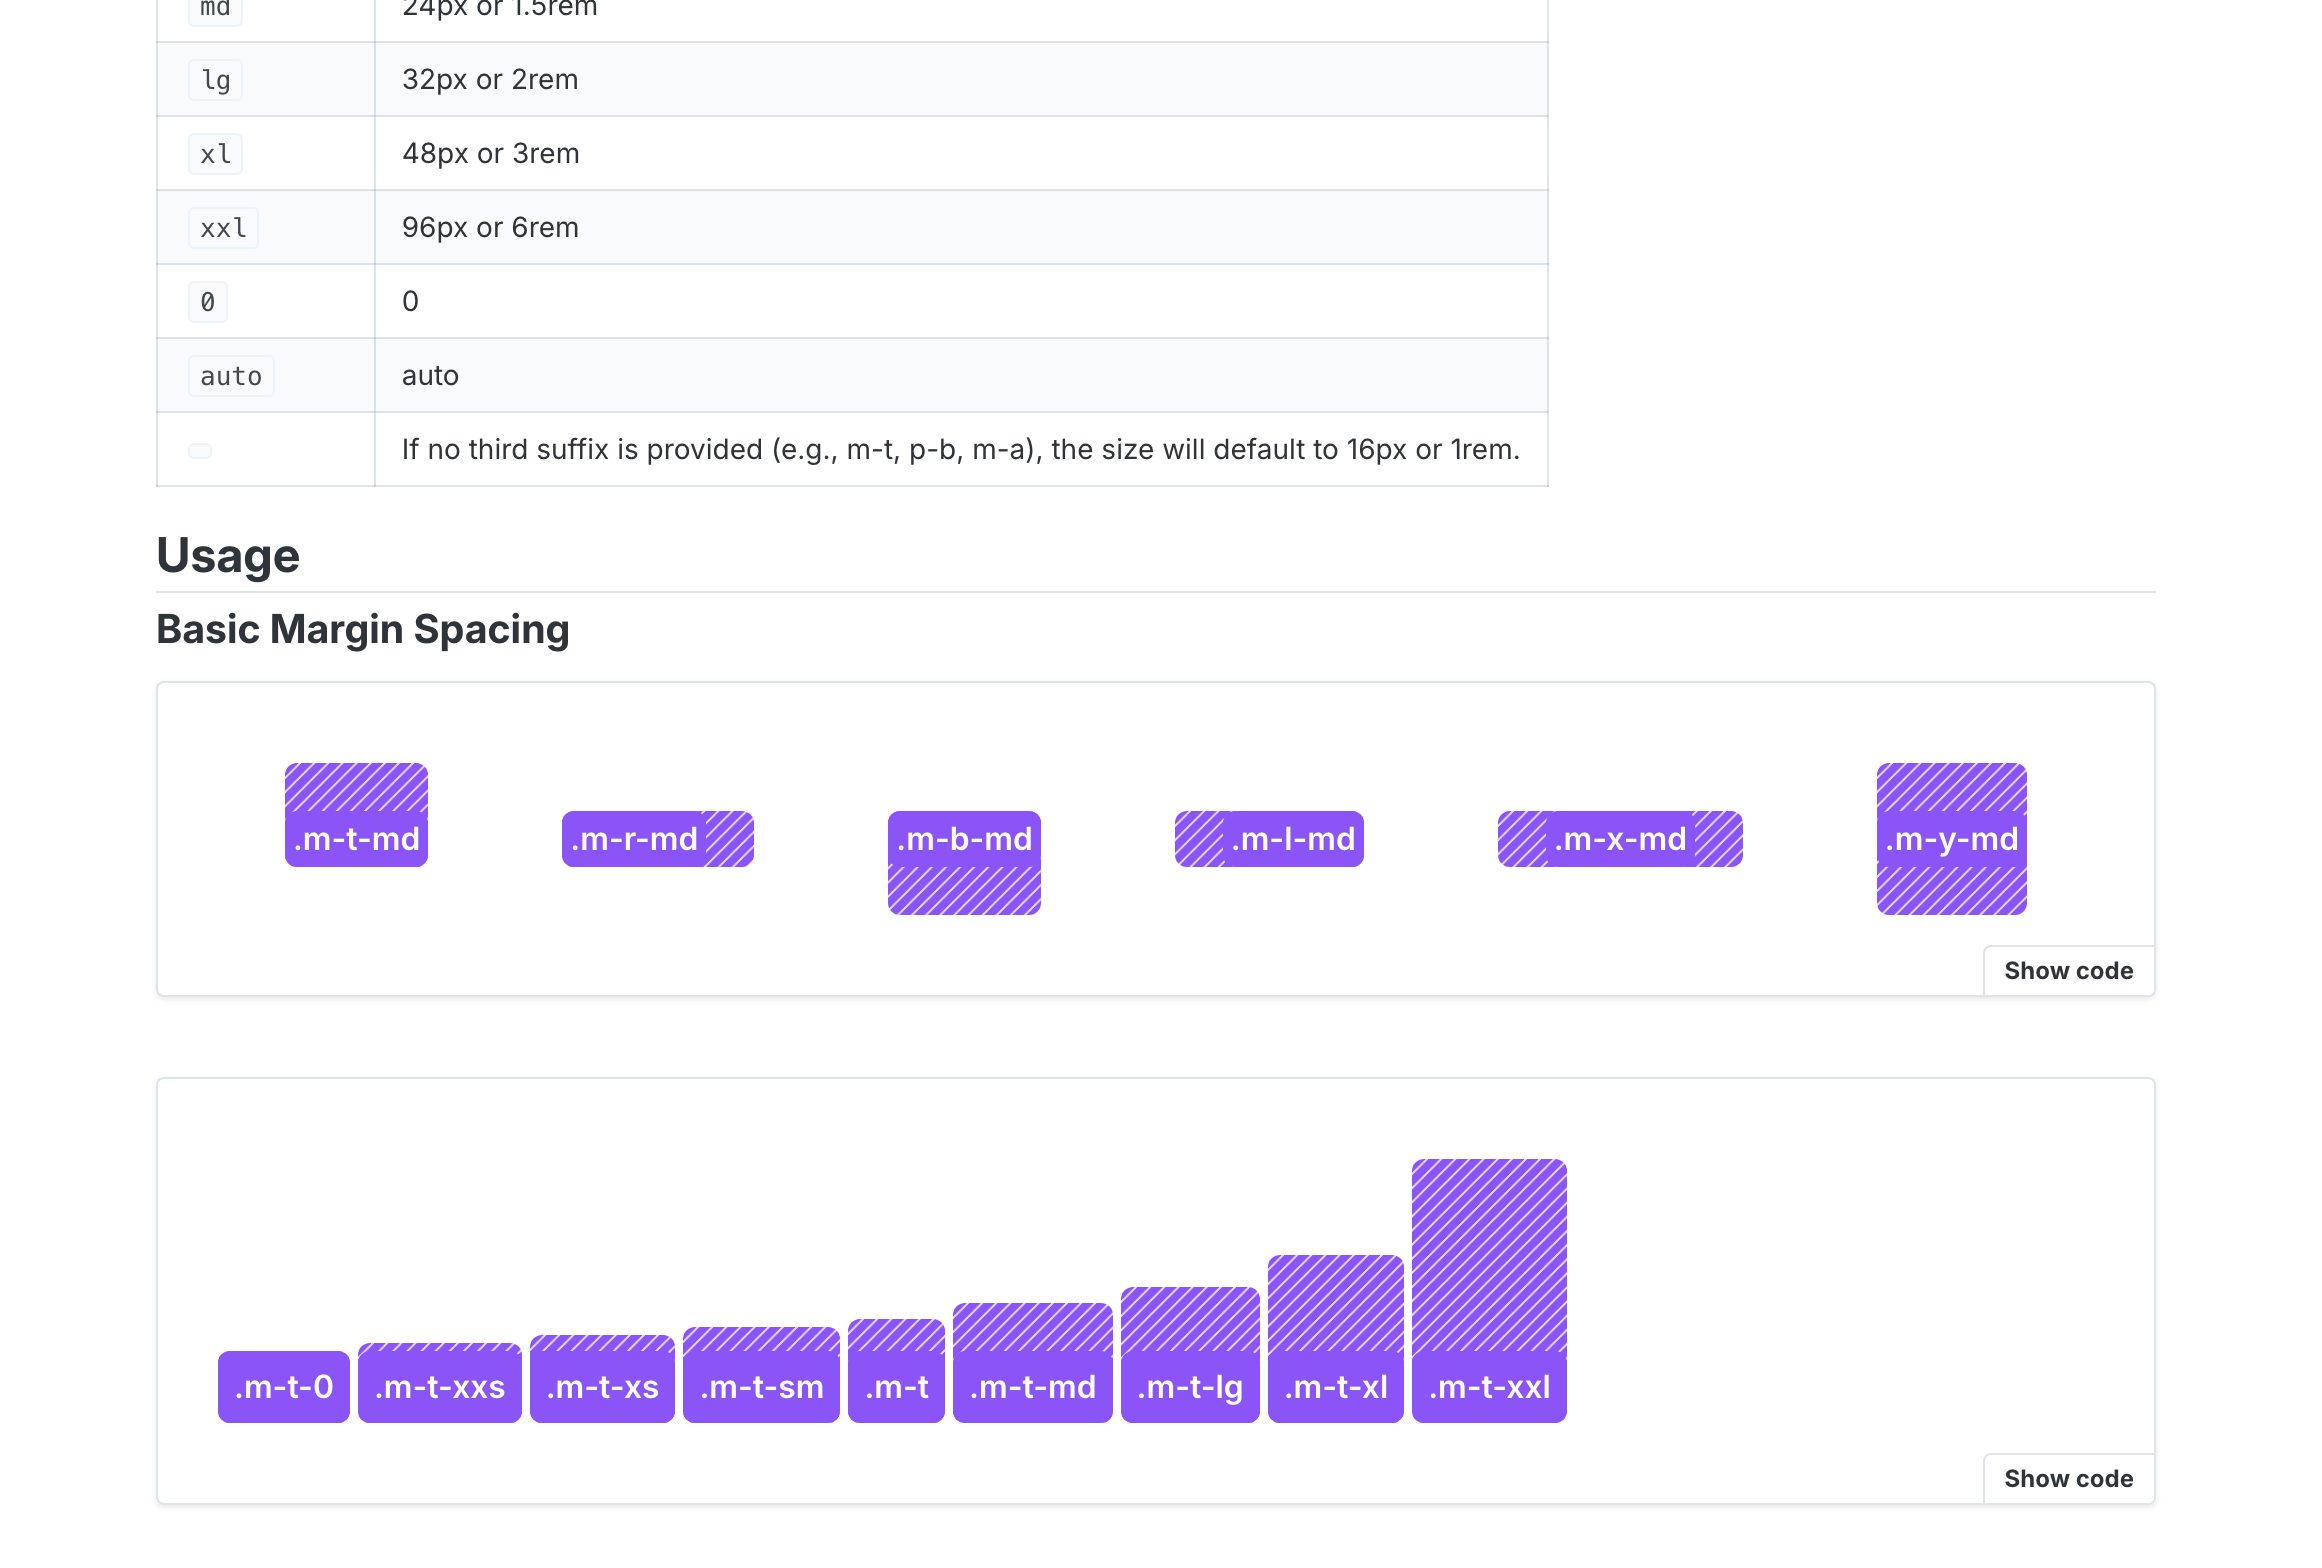 md 24px or 1.5rem
lg 32px or 2rem
xl 48px or 3rem
xxl 96px or 6rem
0 0
auto auto
If no third suffix is provided (e.g., m-t, p-b, m-a), the size will default to 16px or 1rem.
Usage
Basic Margin Spacing
.m-t-md .m-r-md .m-b-md .m-l-md .m-x-md .m-y-md
Show code
.m-t-0 .m-t-xxs .m-t-xs .m-t-sm .m-t .m-t-md .m-t-lg .m-t-xl .m-t-xxl
Show code